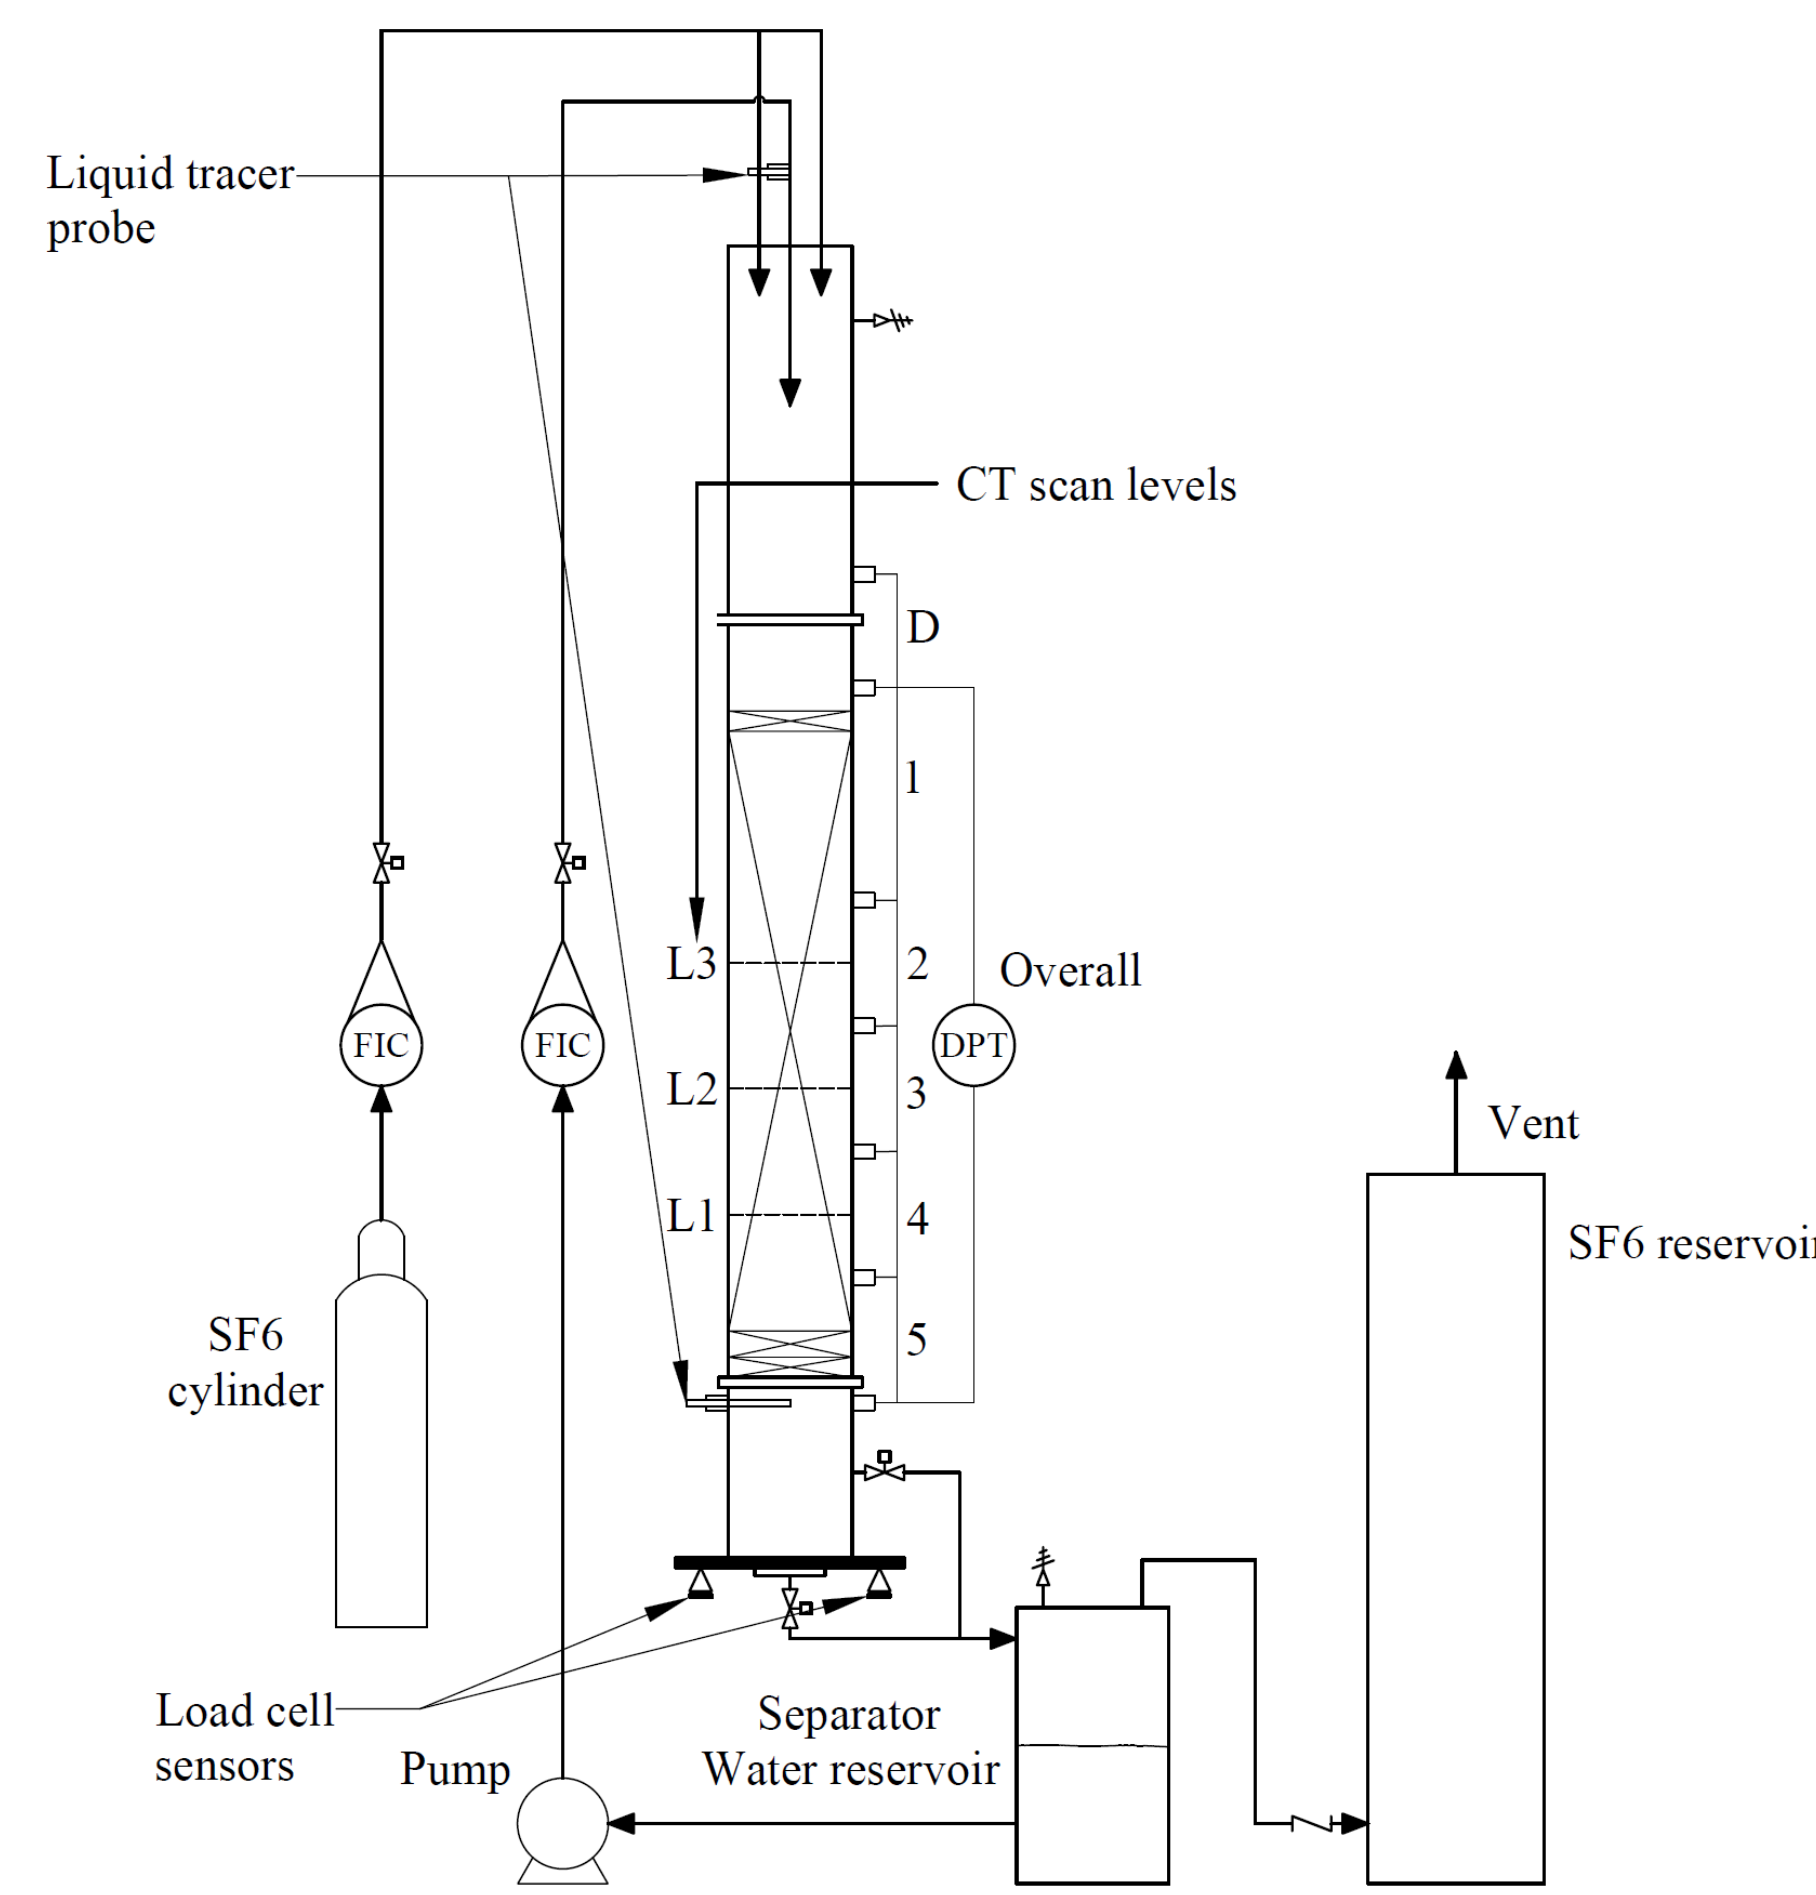 Liquid tracer
probe
CT scan levels
D
1
L3
2
Overall
FIC
FIC
DPT
L2
3
Vent
L1
4
SF6 reservoir
SF6
cylinder
5
Load cell
sensors
Separator
Water reservoir
Pump